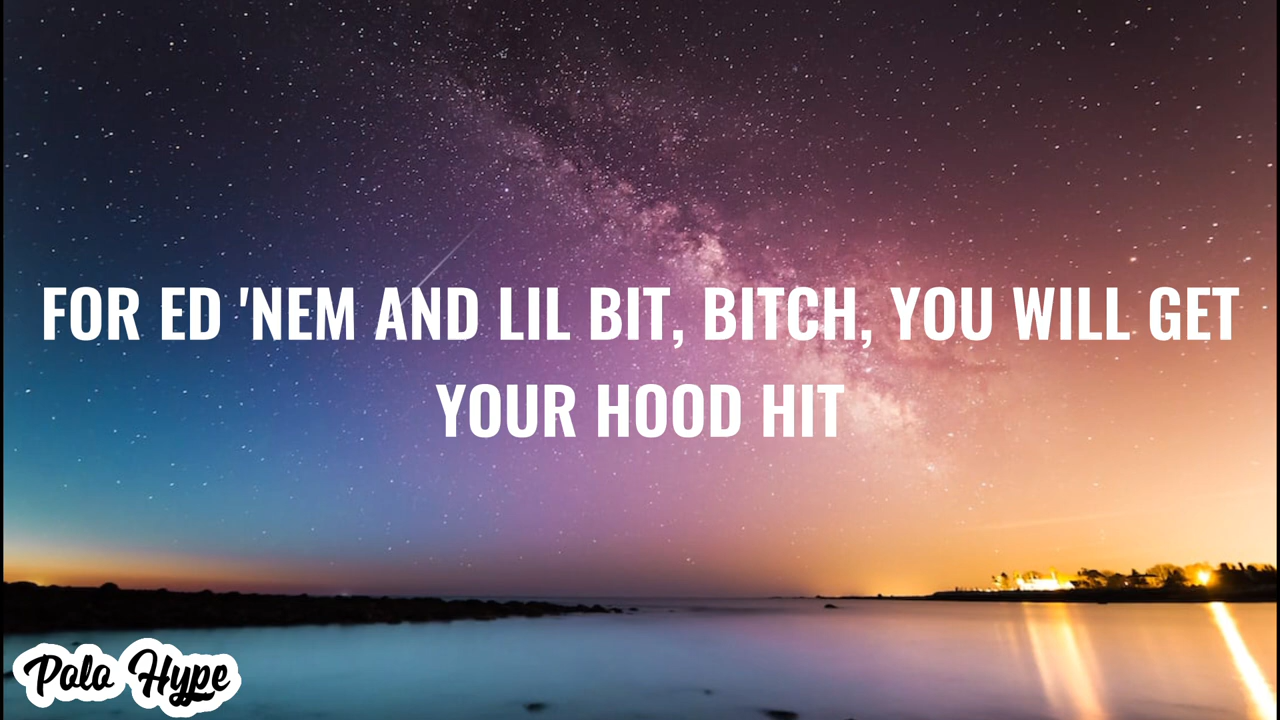 FOR ED 'NEM AND LIL BIT, BITCH, YOU WILL GET
YOUR HOOD HIT
Polo Hype